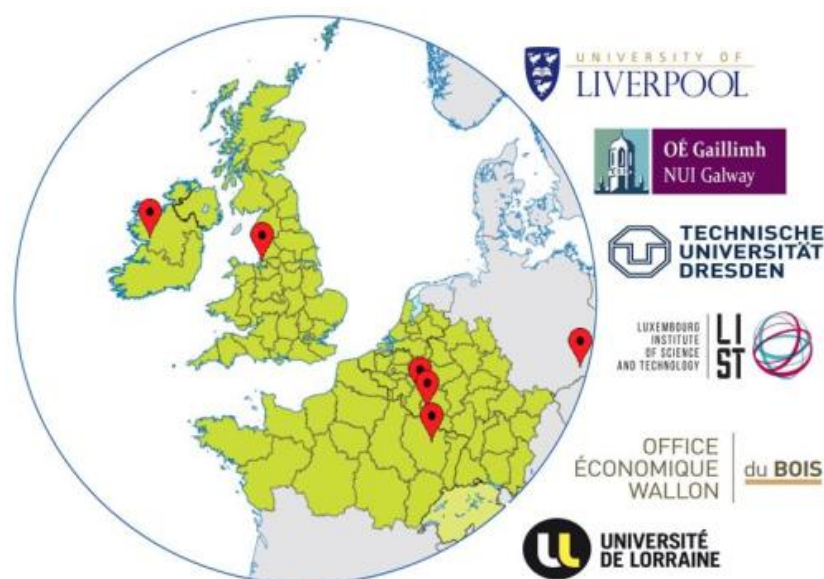 UNIVERSITY OF
LIVERPOOL
OÉ Gaillimh
NUI Galway
TECHNISCHE
UNIVERSITÄT
DRESDEN
LUXEMBOURG
INSTITUTE
OF SCIENCE
AND TECHNOLOGY
LI
ST
OFFICE
ÉCONOMIQUE
WALLON
du BOIS
UNIVERSITÉ
DE LORRAINE